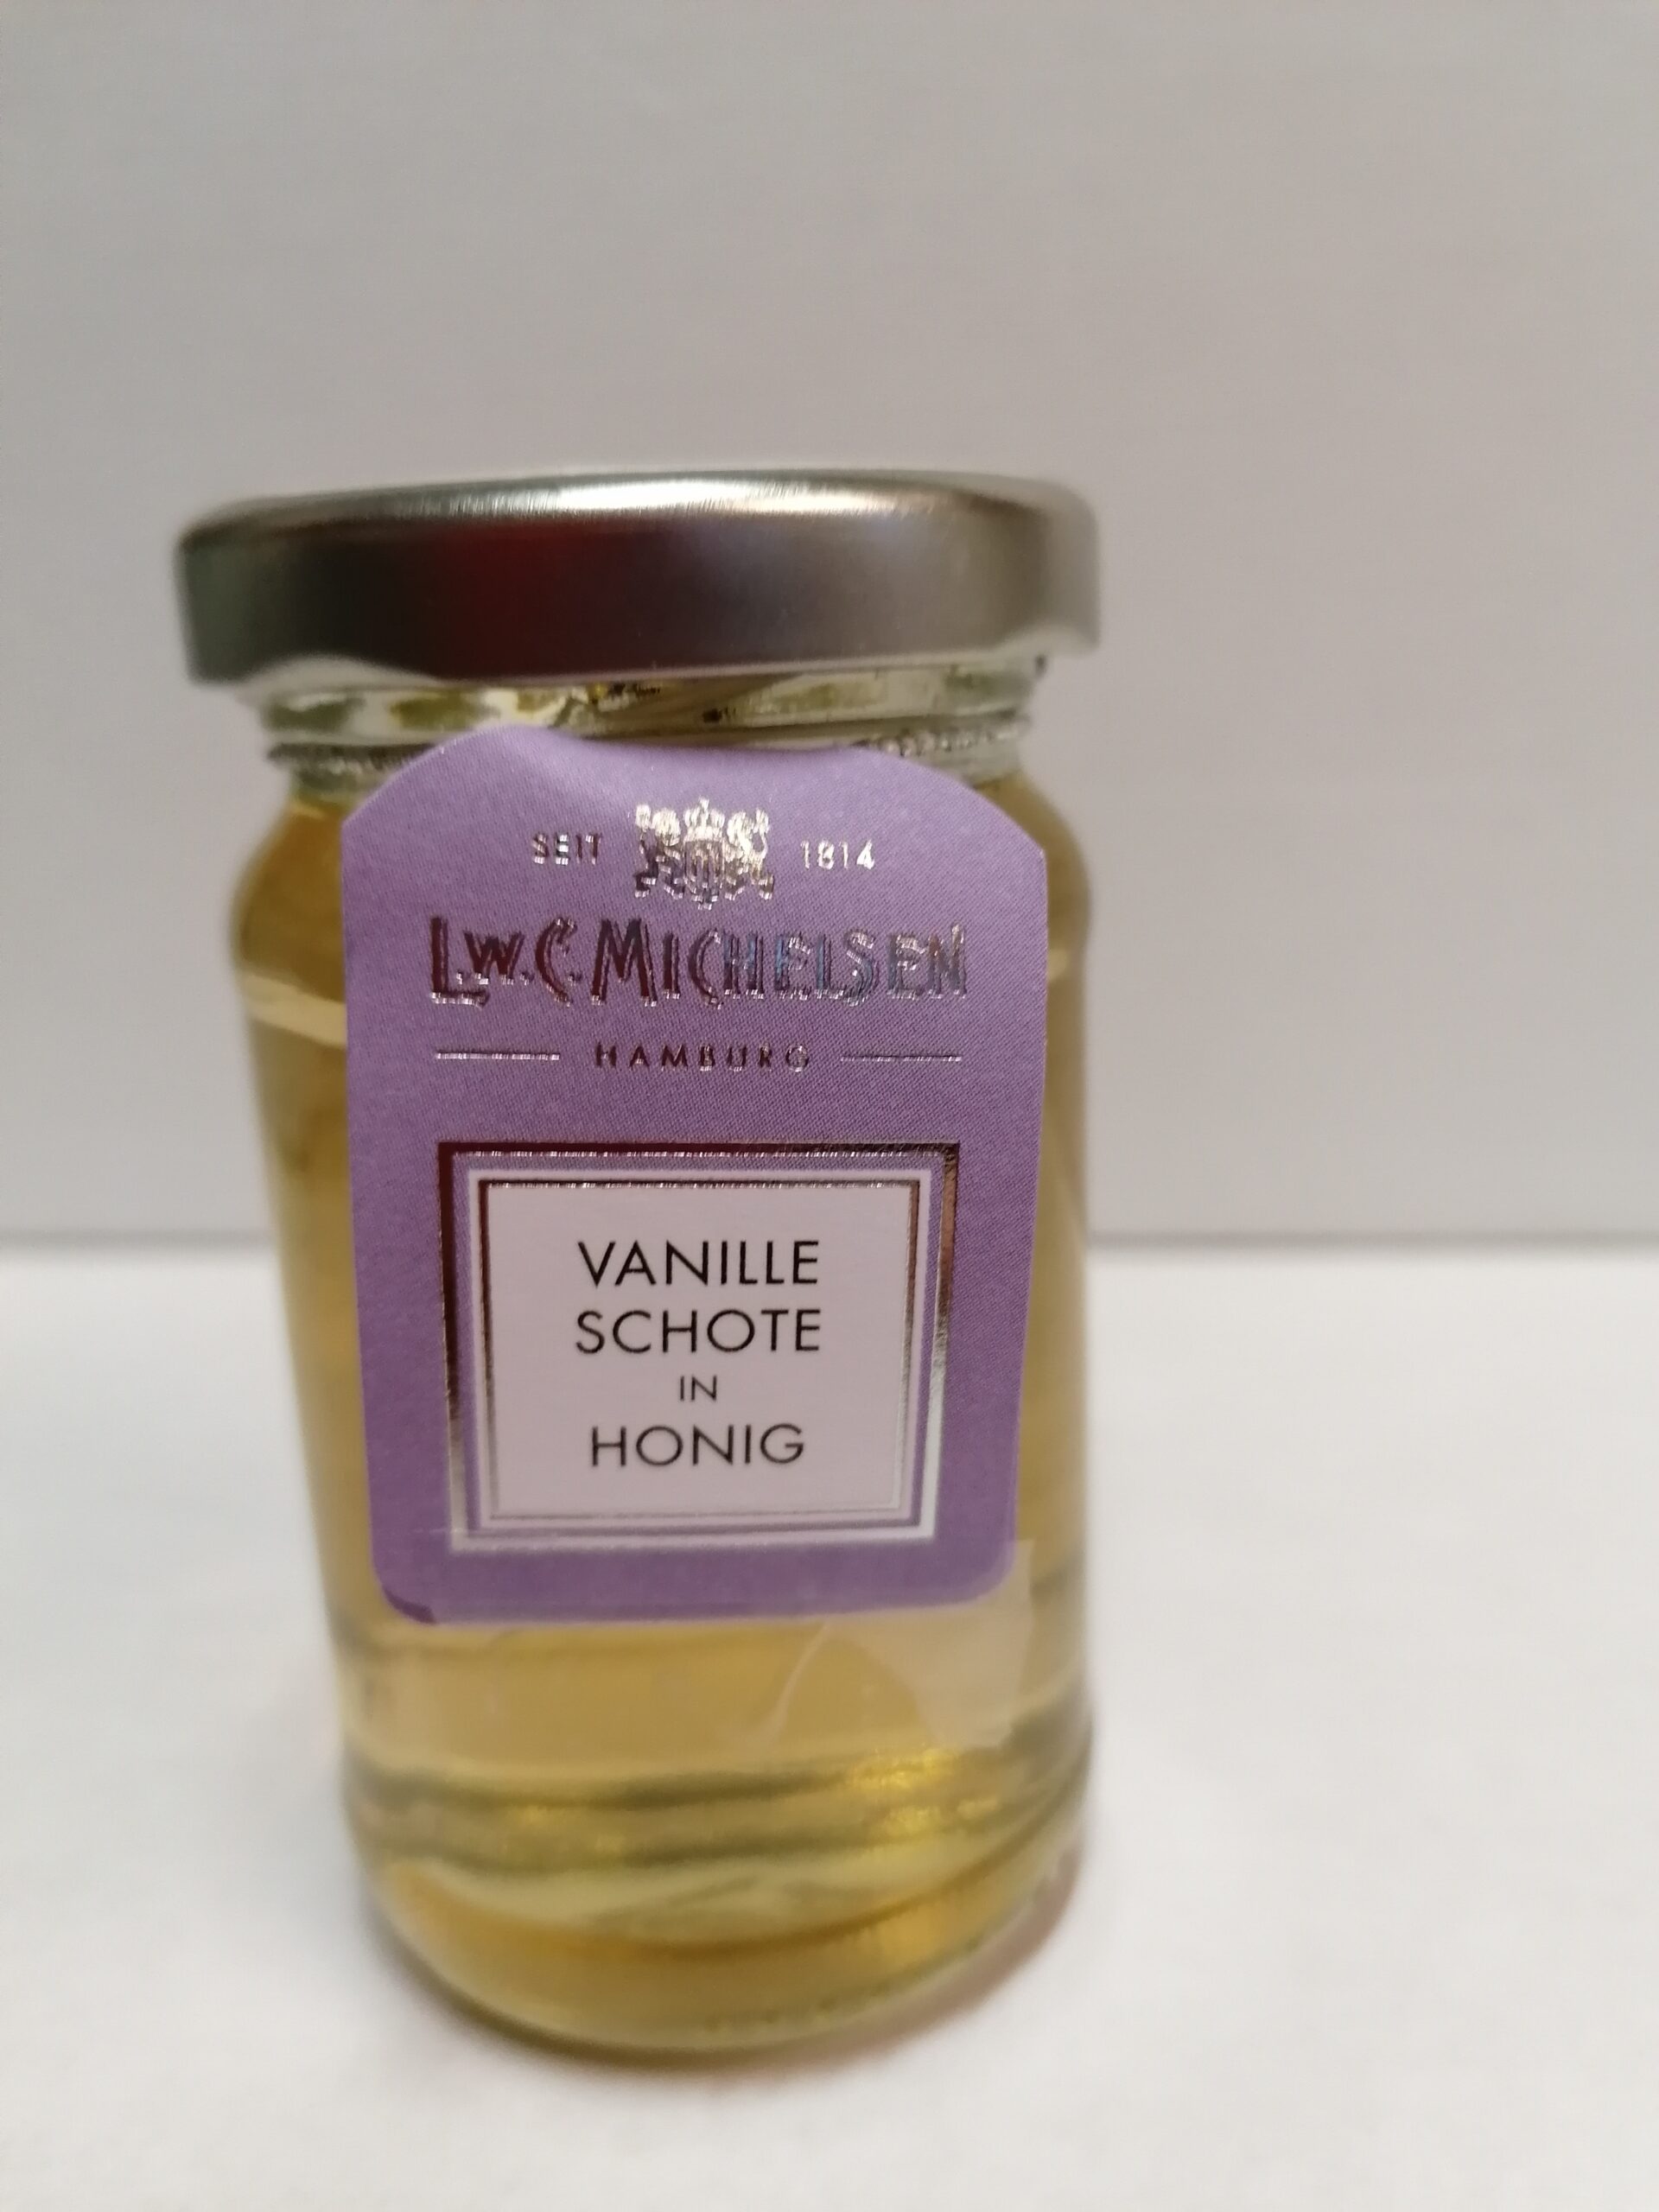 SEIT 1814
L.W.C. MICHELSEN
HAMBURG
VANILLE
SCHOTE
IN
HONIG